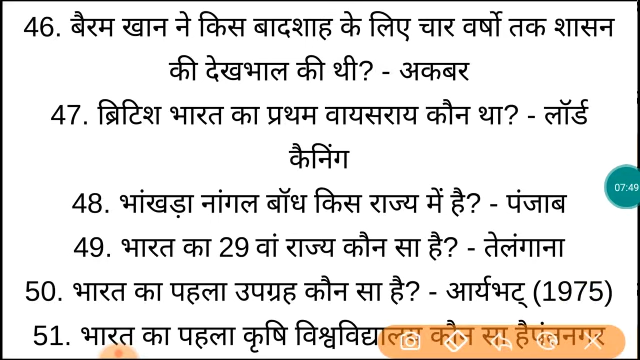 46. बैरम खान ने किस बादशाह के लिए चार वर्षो तक शासन
की देखभाल की थी? - अकबर
47. ब्रिटिश भारत का प्रथम वायसराय कौन था? - लॉर्ड
कैनिंग
48. भांखड़ा नांगल बॉध किस राज्य में है? - पंजाब
07:49
49. भारत का 29 वां राज्य कौन सा है? - तेलंगाना
50. भारत का पहला उपग्रह कौन सा है? - आर्यभट् (1975)
51. भारत का पहला कृषि विश्वविद्यालय कौन सा है